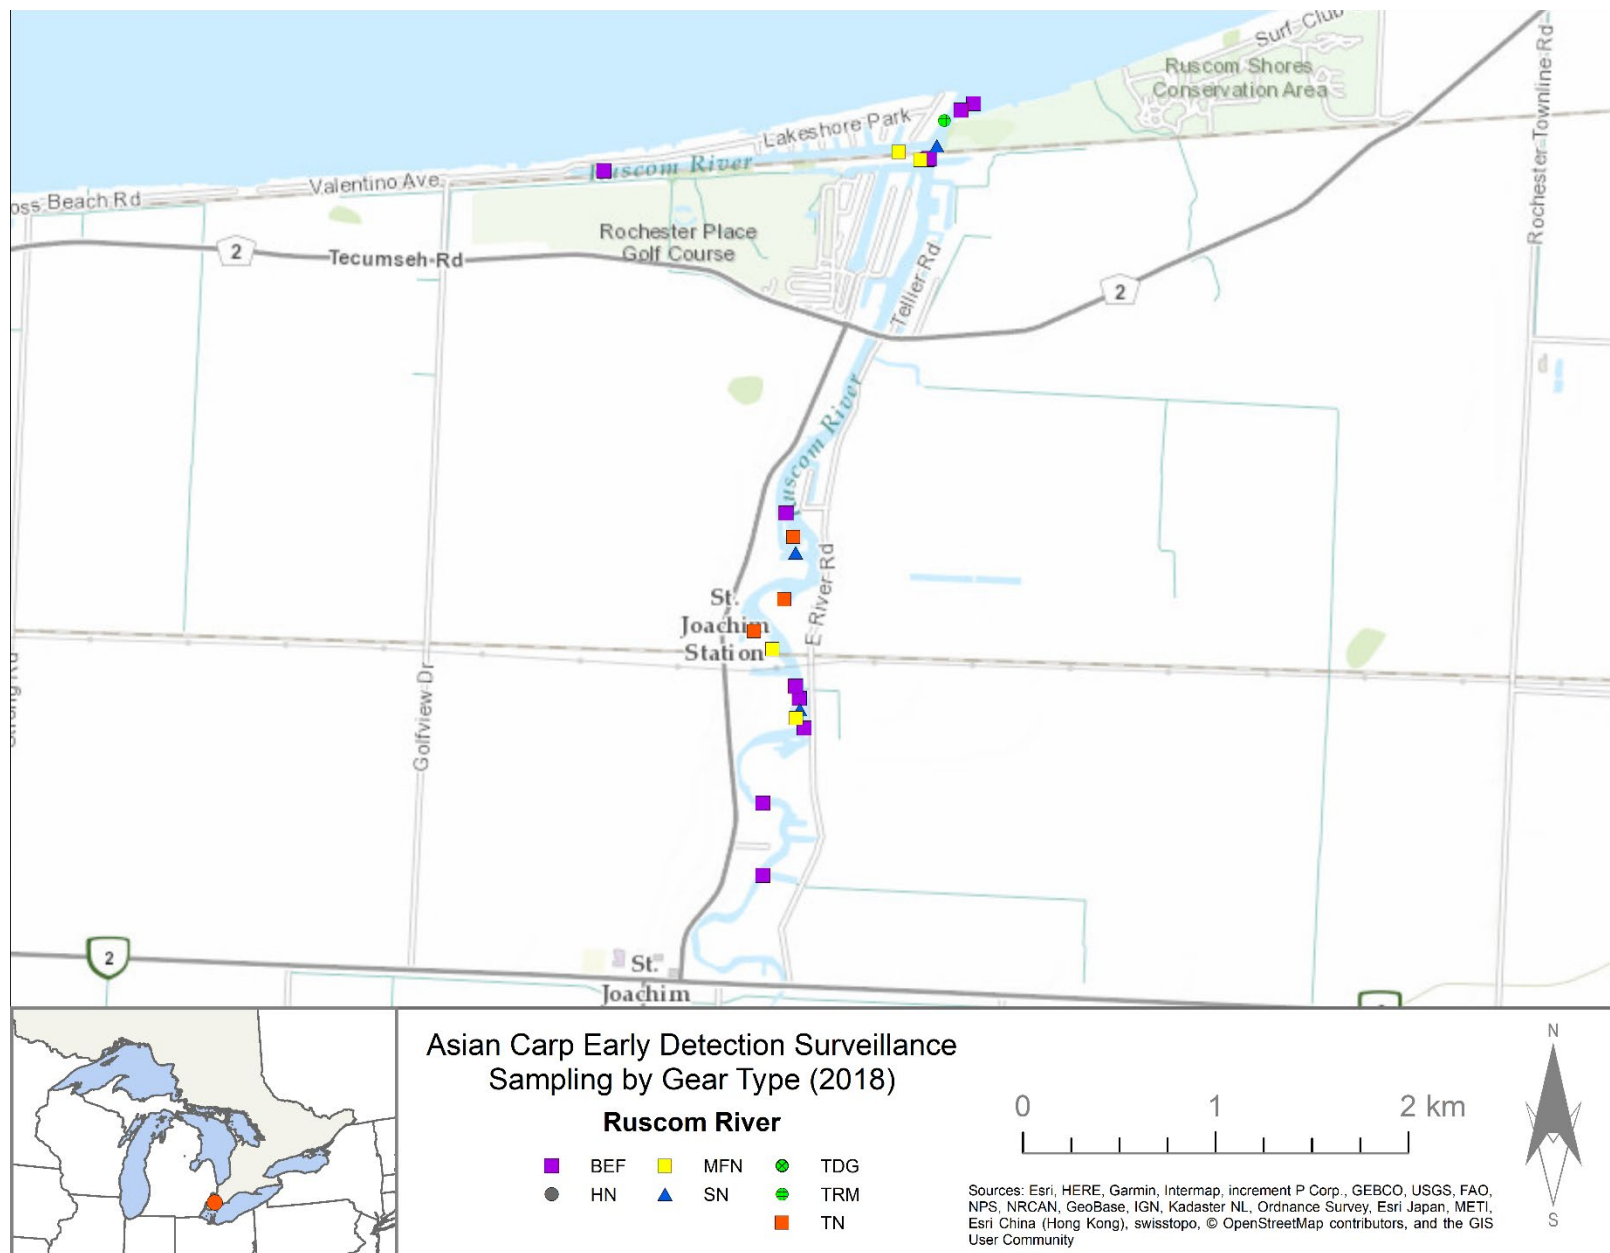 Surf Club
Ruscom Shores
Conservation Area
Rochester Townline Rd
Lakeshore Park
Ruscom River
Valentino Ave
oss Beach Rd
2
Tecumseh Rd
Rochester Place
Golf Course
Tellier Rd
2
Ruscom River
St.
Joachim
Station
E River Rd
Golfview Dr
2
St.
Joachim
Asian Carp Early Detection Surveillance
Sampling by Gear Type (2018)
Ruscom River
BEF MFN TDG
HN SN TRM
TN
0 1 2 km
N
S
Sources: Esri, HERE, Garmin, Intermap, increment P Corp., GEBCO, USGS, FAO,
NPS, NRCAN, GeoBase, IGN, Kadaster NL, Ordnance Survey, Esri Japan, METI,
Esri China (Hong Kong), swisstopo, © OpenStreetMap contributors, and the GIS
User Community